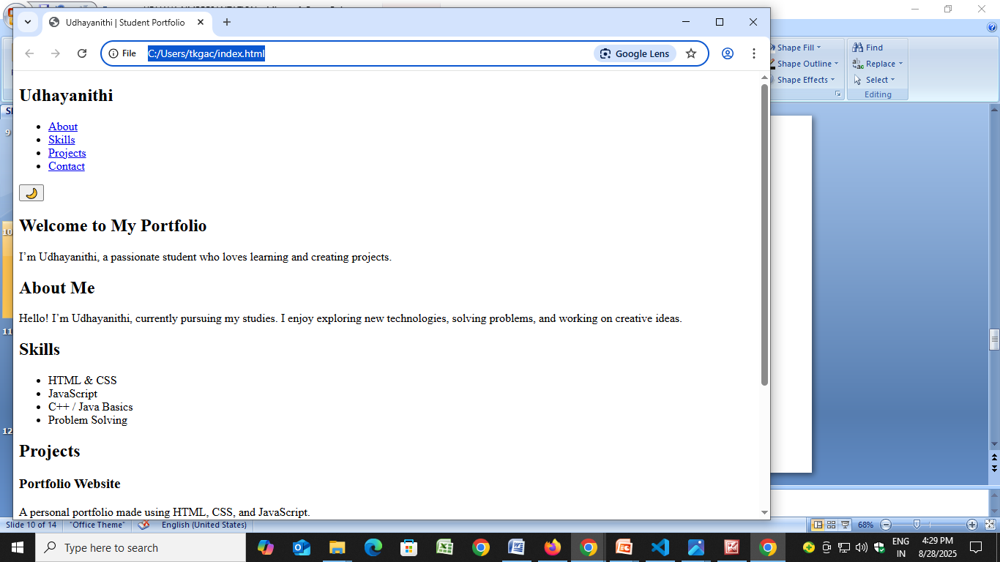 Udhayanithi | Student Portfolio
File C:/Users/tkgac/index.html Google Lens
Udhayanithi
About
Skills
Projects
Contact
Welcome to My Portfolio
I’m Udhayanithi, a passionate student who loves learning and creating projects.
About Me
Hello! I’m Udhayanithi, currently pursuing my studies. I enjoy exploring new technologies, solving problems, and working on creative ideas.
Skills
HTML & CSS
JavaScript
C++ / Java Basics
Problem Solving
Projects
Portfolio Website
A personal portfolio made using HTML, CSS, and JavaScript.
Shape Fill
Shape Outline
Shape Effects
Find
Replace
Select
Editing
9
10
11
12
Slide 10 of 14 "Office Theme" English (United States) 68%
Type here to search
ENG
IN
4:29 PM
8/28/2025